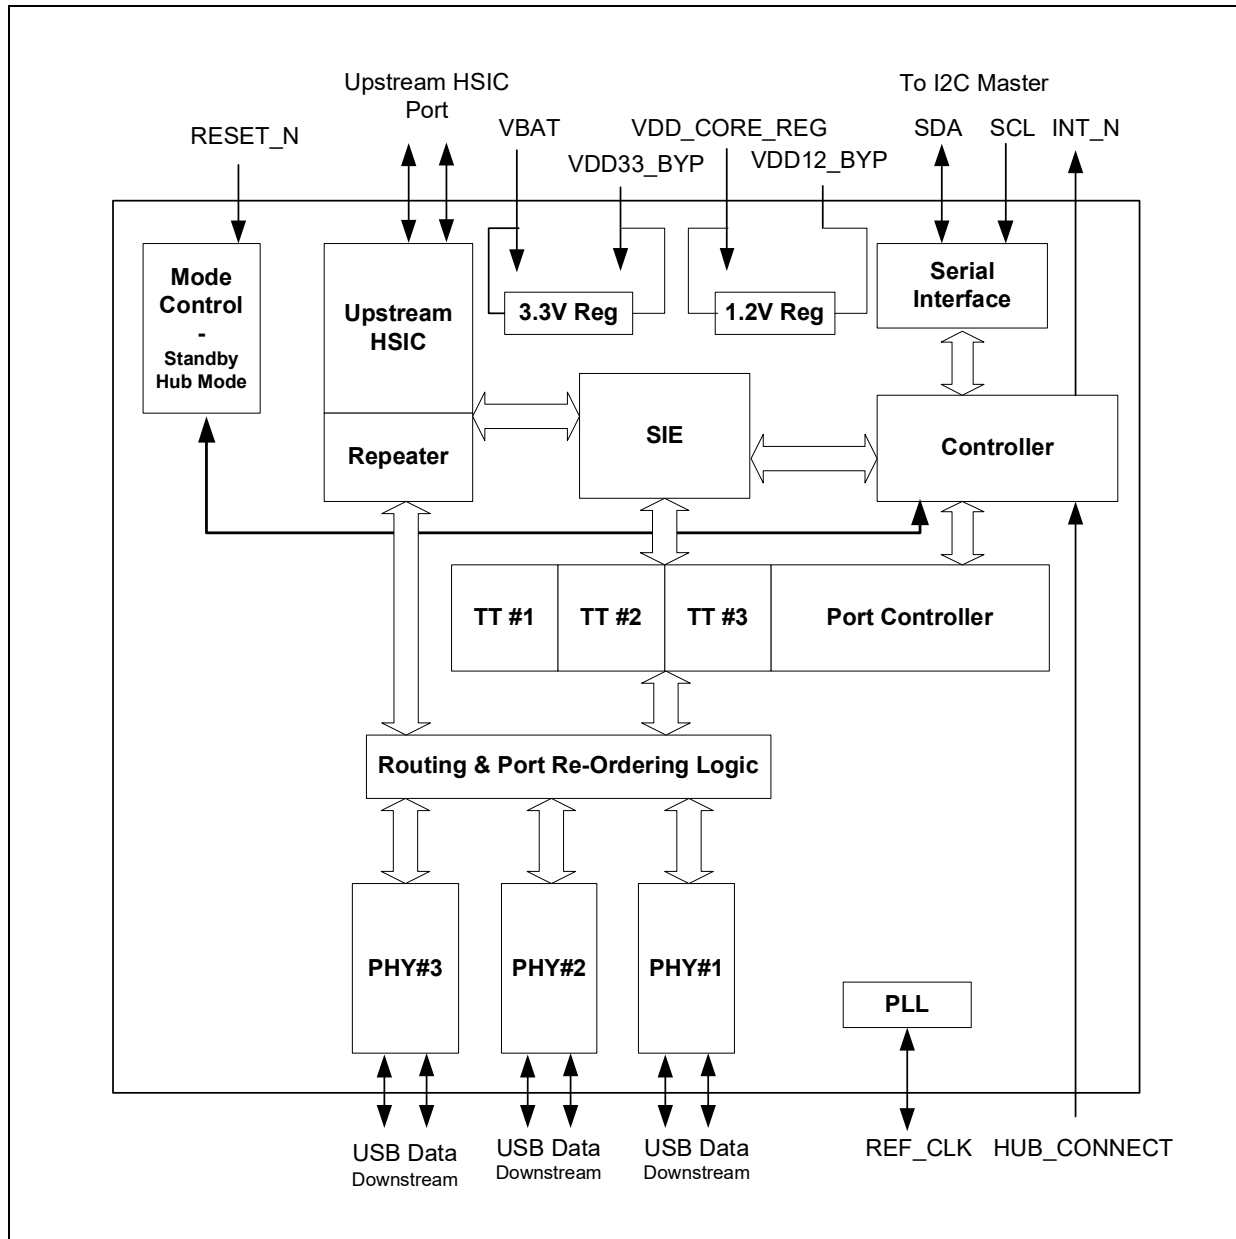 Upstream HSIC
Port
To I2C Master
RESET_N
VBAT
VDD_CORE_REG
SDA
SCL
INT_N
VDD33_BYP
VDD12_BYP
Mode
Control
-
Standby
Hub Mode
Upstream
HSIC
3.3V Reg
1.2V Reg
Serial
Interface
Repeater
SIE
Controller
TT #1
TT #2
TT #3
Port Controller
Routing & Port Re-Ordering Logic
PHY#3
PHY#2
PHY#1
PLL
USB Data
Downstream
USB Data
Downstream
USB Data
Downstream
REF_CLK
HUB_CONNECT